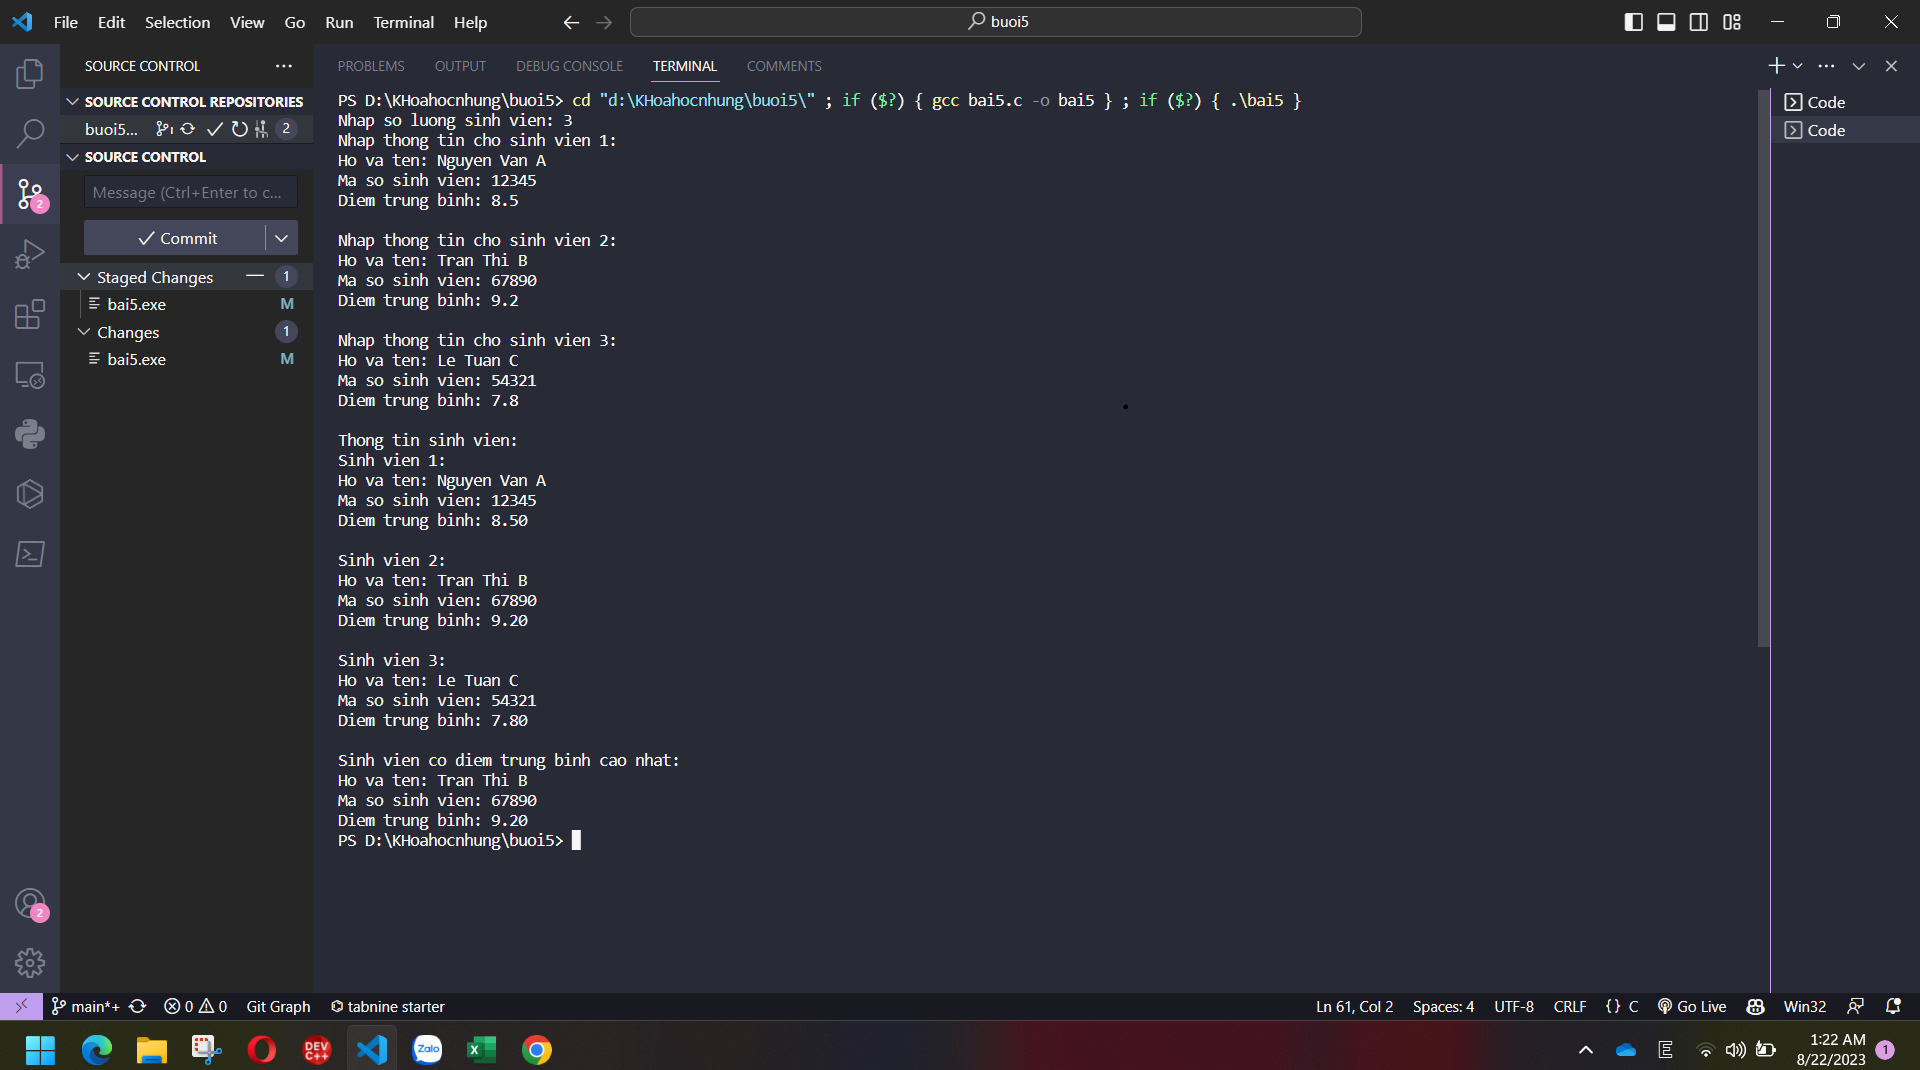 File Edit Selection View Go Run Terminal Help
buoi5
SOURCE CONTROL
SOURCE CONTROL REPOSITORIES
buoi5... 2
SOURCE CONTROL
Message (Ctrl+Enter to c...
Commit
Staged Changes 1
bai5.exe M
Changes 1
bai5.exe M
2
2
PROBLEMS OUTPUT DEBUG CONSOLE TERMINAL COMMENTS
PS D:\KHoahocnhung\buoi5> cd "d:\KHoahocnhung\buoi5\" ; if ($?) { gcc bai5.c -o bai5 } ; if ($?) { .\bai5 }
Nhap so luong sinh vien: 3
Nhap thong tin cho sinh vien 1:
Ho va ten: Nguyen Van A
Ma so sinh vien: 12345
Diem trung binh: 8.5
Nhap thong tin cho sinh vien 2:
Ho va ten: Tran Thi B
Ma so sinh vien: 67890
Diem trung binh: 9.2
Nhap thong tin cho sinh vien 3:
Ho va ten: Le Tuan C
Ma so sinh vien: 54321
Diem trung binh: 7.8
Thong tin sinh vien:
Sinh vien 1:
Ho va ten: Nguyen Van A
Ma so sinh vien: 12345
Diem trung binh: 8.50
Sinh vien 2:
Ho va ten: Tran Thi B
Ma so sinh vien: 67890
Diem trung binh: 9.20
Sinh vien 3:
Ho va ten: Le Tuan C
Ma so sinh vien: 54321
Diem trung binh: 7.80
Sinh vien co diem trung binh cao nhat:
Ho va ten: Tran Thi B
Ma so sinh vien: 67890
Diem trung binh: 9.20
PS D:\KHoahocnhung\buoi5>
Code
Code
main*+ 0 0 Git Graph tabnine starter
Ln 61, Col 2 Spaces: 4 UTF-8 CRLF {} C Go Live Win32
DEV C++
Zalo
1:22 AM
8/22/2023 1